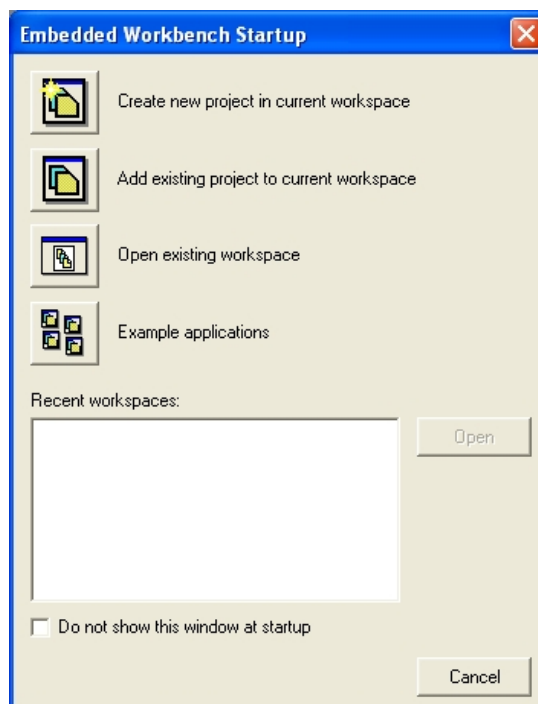 Embedded Workbench Startup
Create new project in current workspace
Add existing project to current workspace
Open existing workspace
Example applications
Recent workspaces:
Open
Do not show this window at startup
Cancel